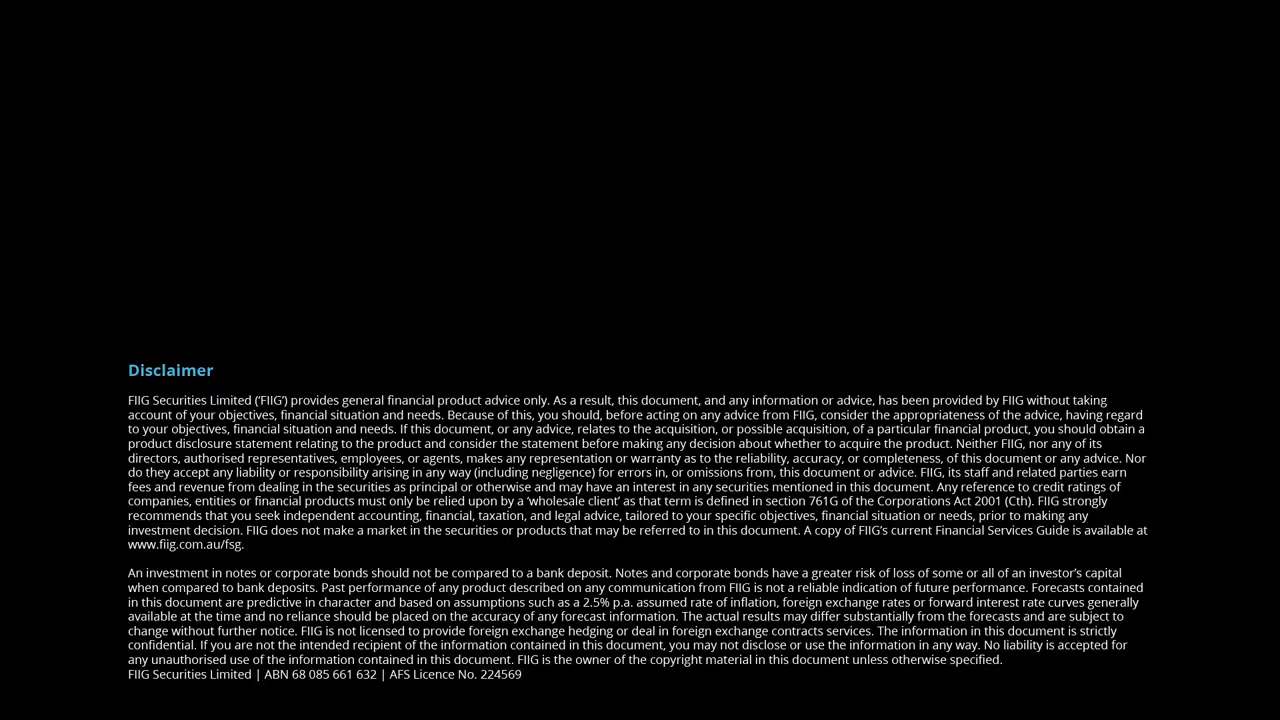 Disclaimer
FIIG Securities Limited (‘FIIG’) provides general financial product advice only. As a result, this document, and any information or advice, has been provided by FIIG without taking
account of your objectives, financial situation and needs. Because of this, you should, before acting on any advice from FIIG, consider the appropriateness of the advice, having regard
to your objectives, financial situation and needs. If this document, or any advice, relates to the acquisition, or possible acquisition, of a particular financial product, you should obtain a
product disclosure statement relating to the product and consider the statement before making any decision about whether to acquire the product. Neither FIIG, nor any of its
directors, authorised representatives, employees, or agents, makes any representation or warranty as to the reliability, accuracy, or completeness, of this document or any advice. Nor
do they accept any liability or responsibility arising in any way (including negligence) for errors in, or omissions from, this document or advice. FIIG, its staff and related parties earn
fees and revenue from dealing in the securities as principal or otherwise and may have an interest in any securities mentioned in this document. Any reference to credit ratings of
companies, entities or financial products must only be relied upon by a ‘wholesale client’ as that term is defined in section 761G of the Corporations Act 2001 (Cth). FIIG strongly
recommends that you seek independent accounting, financial, taxation, and legal advice, tailored to your specific objectives, financial situation or needs, prior to making any
investment decision. FIIG does not make a market in the securities or products that may be referred to in this document. A copy of FIIG’s current Financial Services Guide is available at
www.fiig.com.au/fsg.
An investment in notes or corporate bonds should not be compared to a bank deposit. Notes and corporate bonds have a greater risk of loss of some or all of an investor’s capital
when compared to bank deposits. Past performance of any product described on any communication from FIIG is not a reliable indication of future performance. Forecasts contained
in this document are predictive in character and based on assumptions such as a 2.5% p.a. assumed rate of inflation, foreign exchange rates or forward interest rate curves generally
available at the time and no reliance should be placed on the accuracy of any forecast information. The actual results may differ substantially from the forecasts and are subject to
change without further notice. FIIG is not licensed to provide foreign exchange hedging or deal in foreign exchange contracts services. The information in this document is strictly
confidential. If you are not the intended recipient of the information contained in this document, you may not disclose or use the information in any way. No liability is accepted for
any unauthorised use of the information contained in this document. FIIG is the owner of the copyright material in this document unless otherwise specified.
FIIG Securities Limited | ABN 68 085 661 632 | AFS Licence No. 224569